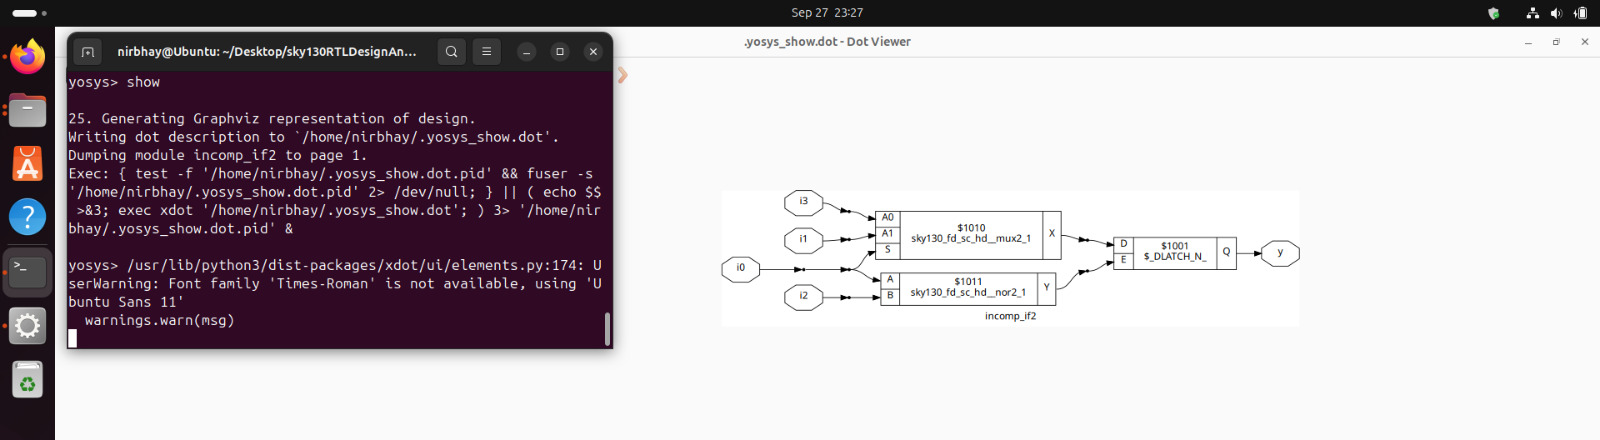 Sep 27 23:27
nirbhay@Ubuntu: ~/Desktop/sky130RTLDesignAn...
.yosys_show.dot - Dot Viewer
yosys> show
25. Generating Graphviz representation of design.
Writing dot description to `/home/nirbhay/.yosys_show.dot'.
Dumping module incomp_if2 to page 1.
Exec: { test -f '/home/nirbhay/.yosys_show.dot.pid' && fuser -s
'/home/nirbhay/.yosys_show.dot.pid' 2> /dev/null; } || ( echo $$
>&3; exec xdot '/home/nirbhay/.yosys_show.dot'; ) 3> '/home/nir
bhay/.yosys_show.dot.pid' &
yosys> /usr/lib/python3/dist-packages/xdot/ui/elements.py:174: U
serWarning: Font family 'Times-Roman' is not available, using 'U
buntu Sans 11'
warnings.warn(msg)
i3
i1
i0
i2
A0
A1
S
$1010
sky130_fd_sc_hd__mux2_1
X
A
B
$1011
sky130_fd_sc_hd__nor2_1
Y
D
E
$1001
$_DLATCH_N_
Q
y
incomp_if2